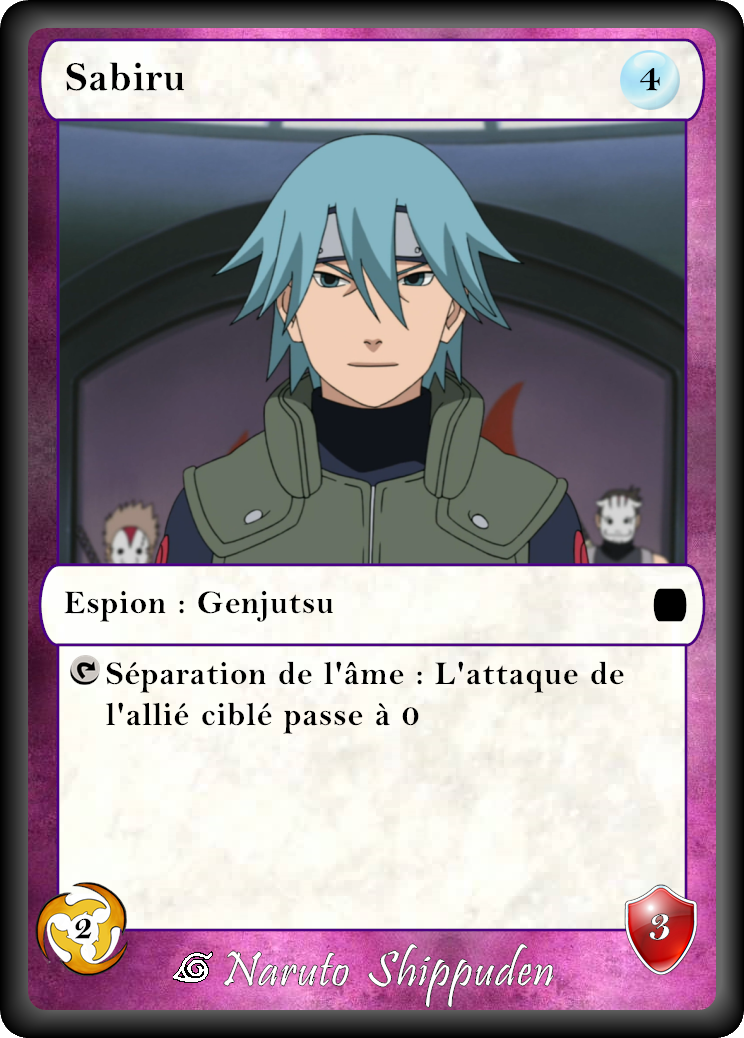 Sabiru
4
Espion : Genjutsu
Séparation de l'âme : L'attaque de
l'allié ciblé passe à 0
2
3
Naruto Shippuden